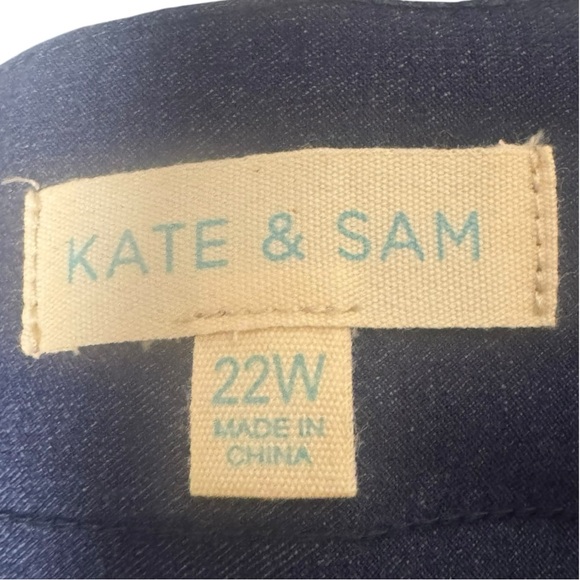 KATE & SAM
22W
MADE IN
CHINA